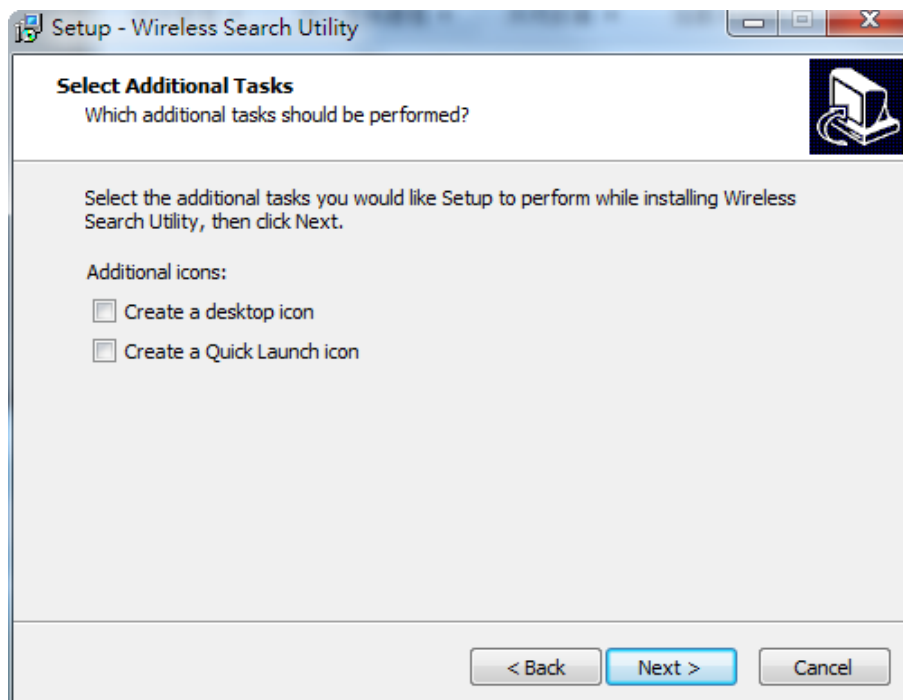 Setup - Wireless Search Utility
Select Additional Tasks
Which additional tasks should be performed?
Select the additional tasks you would like Setup to perform while installing Wireless
Search Utility, then click Next.
Additional icons:
Create a desktop icon
Create a Quick Launch icon
< Back
Next >
Cancel